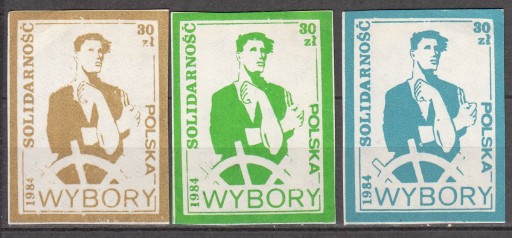 SOLIDARNOŚĆ
30
zł
POLSKA
1984
WYBORY
SOLIDARNOŚĆ
30
zł
POLSKA
1984
WYBORY
SOLIDARNOŚĆ
30
zł
POLSKA
1984
WYBORY